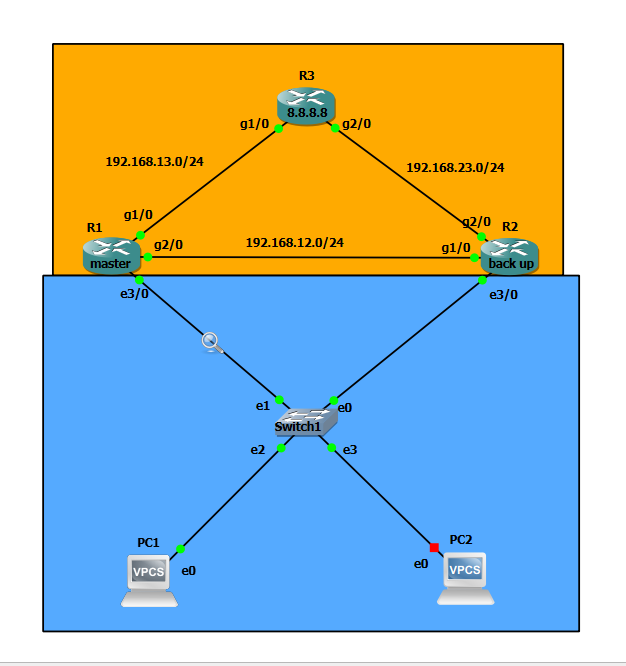 R3
8.8.8.8
g1/0
g2/0
192.168.13.0/24
192.168.23.0/24
g1/0
g2/0
R1
R2
g2/0
192.168.12.0/24
g1/0
master
back up
e3/0
e3/0
e1
e0
Switch1
e2
e3
PC1
PC2
VPCS
e0
e0
VPCS